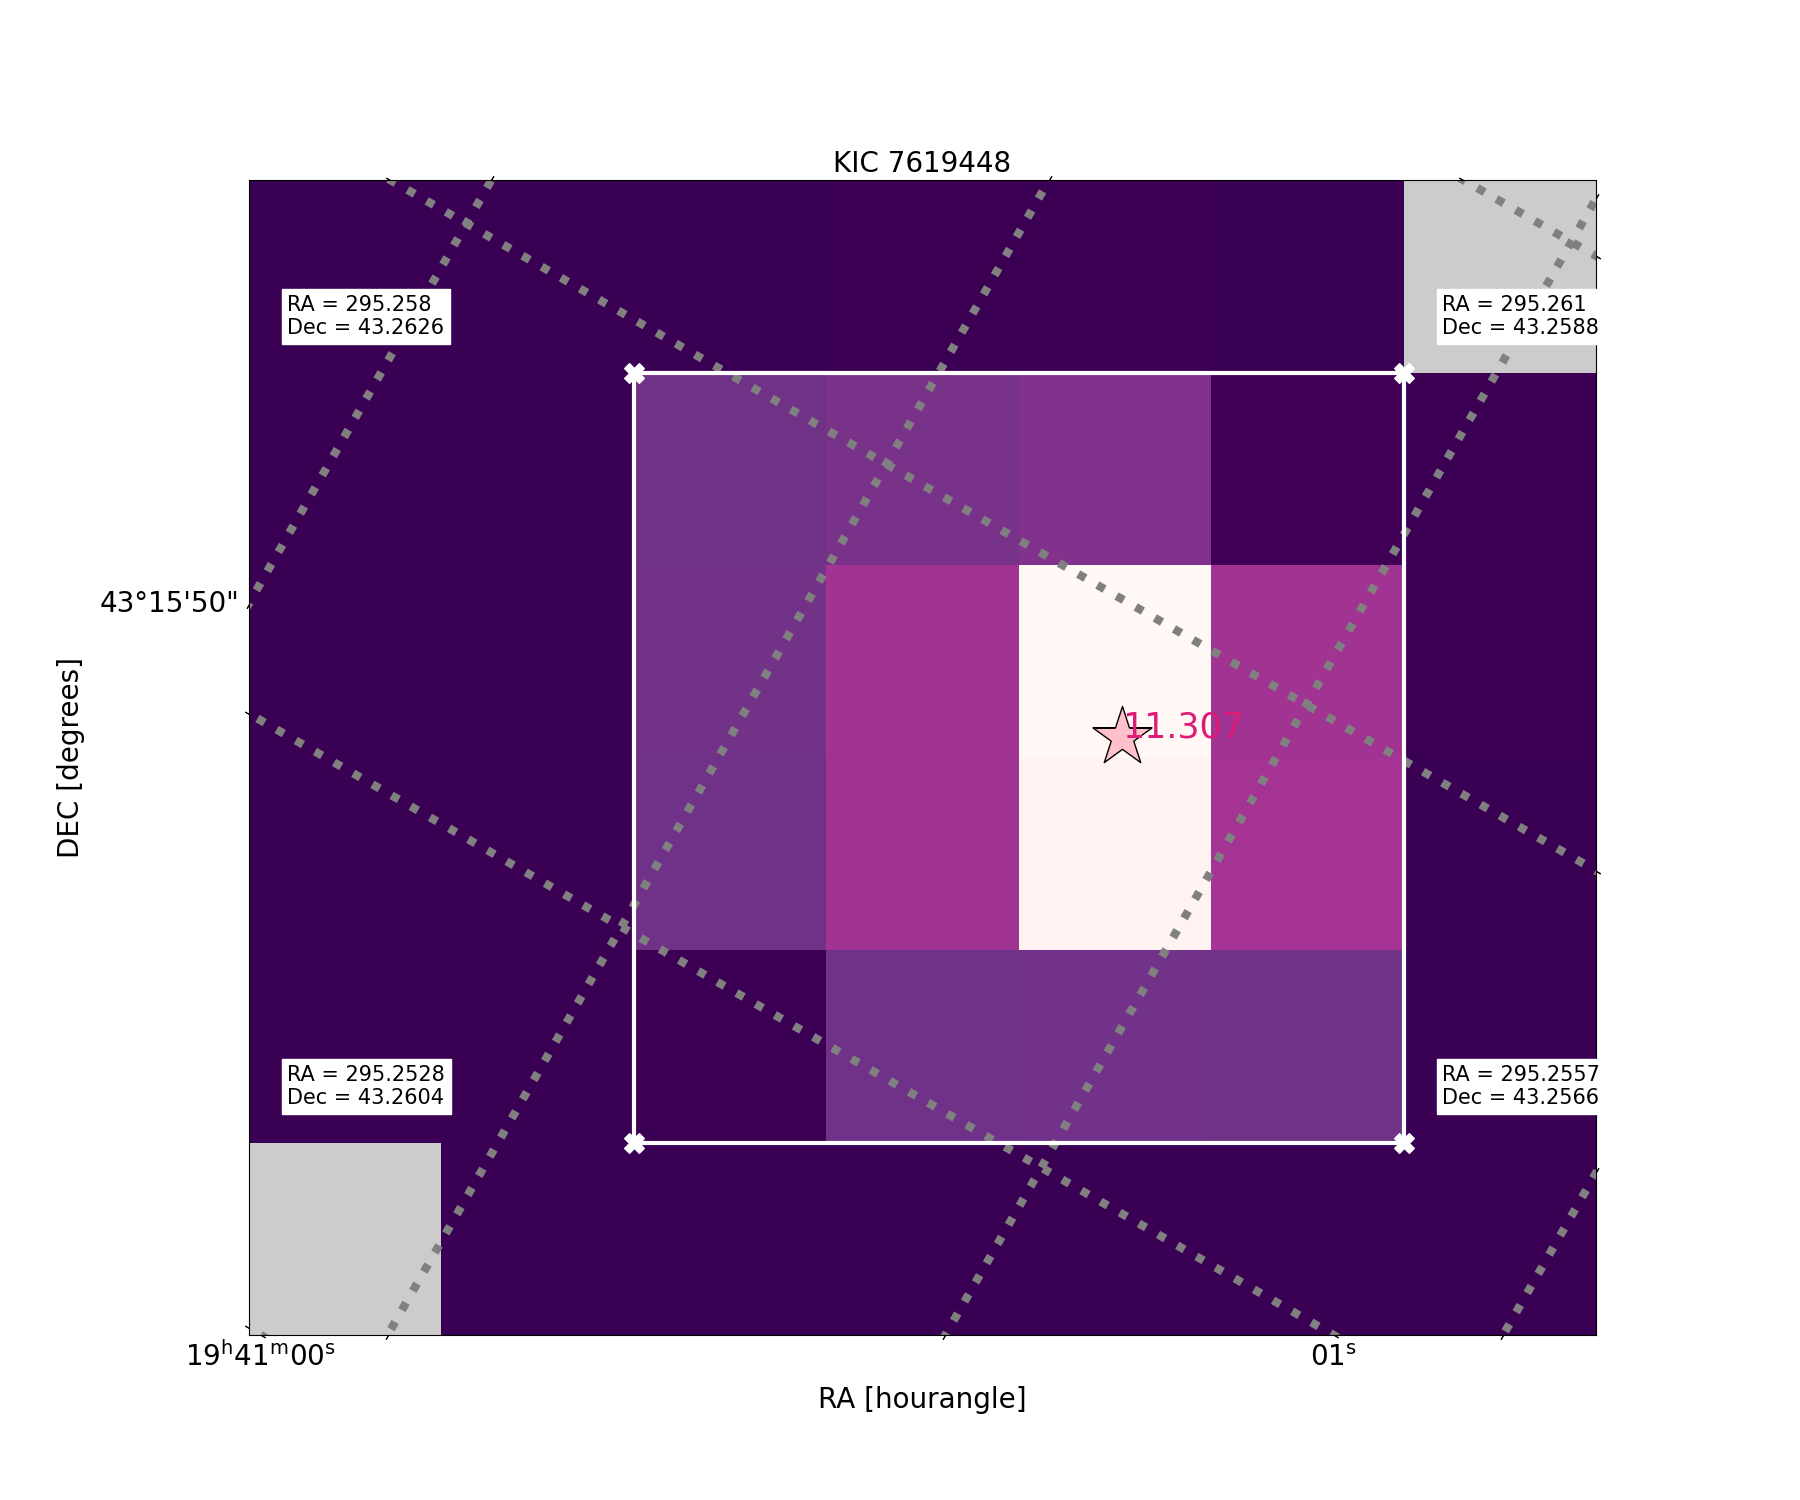 KIC 7619448
RA = 295.258
Dec = 43.2626
RA = 295.261
Dec = 43.2588
43°15'50"
11.307
DEC [degrees]
RA = 295.2528
Dec = 43.2604
RA = 295.2557
Dec = 43.2566
19ʰ41ᵐ00ˢ
01ˢ
RA [hourangle]